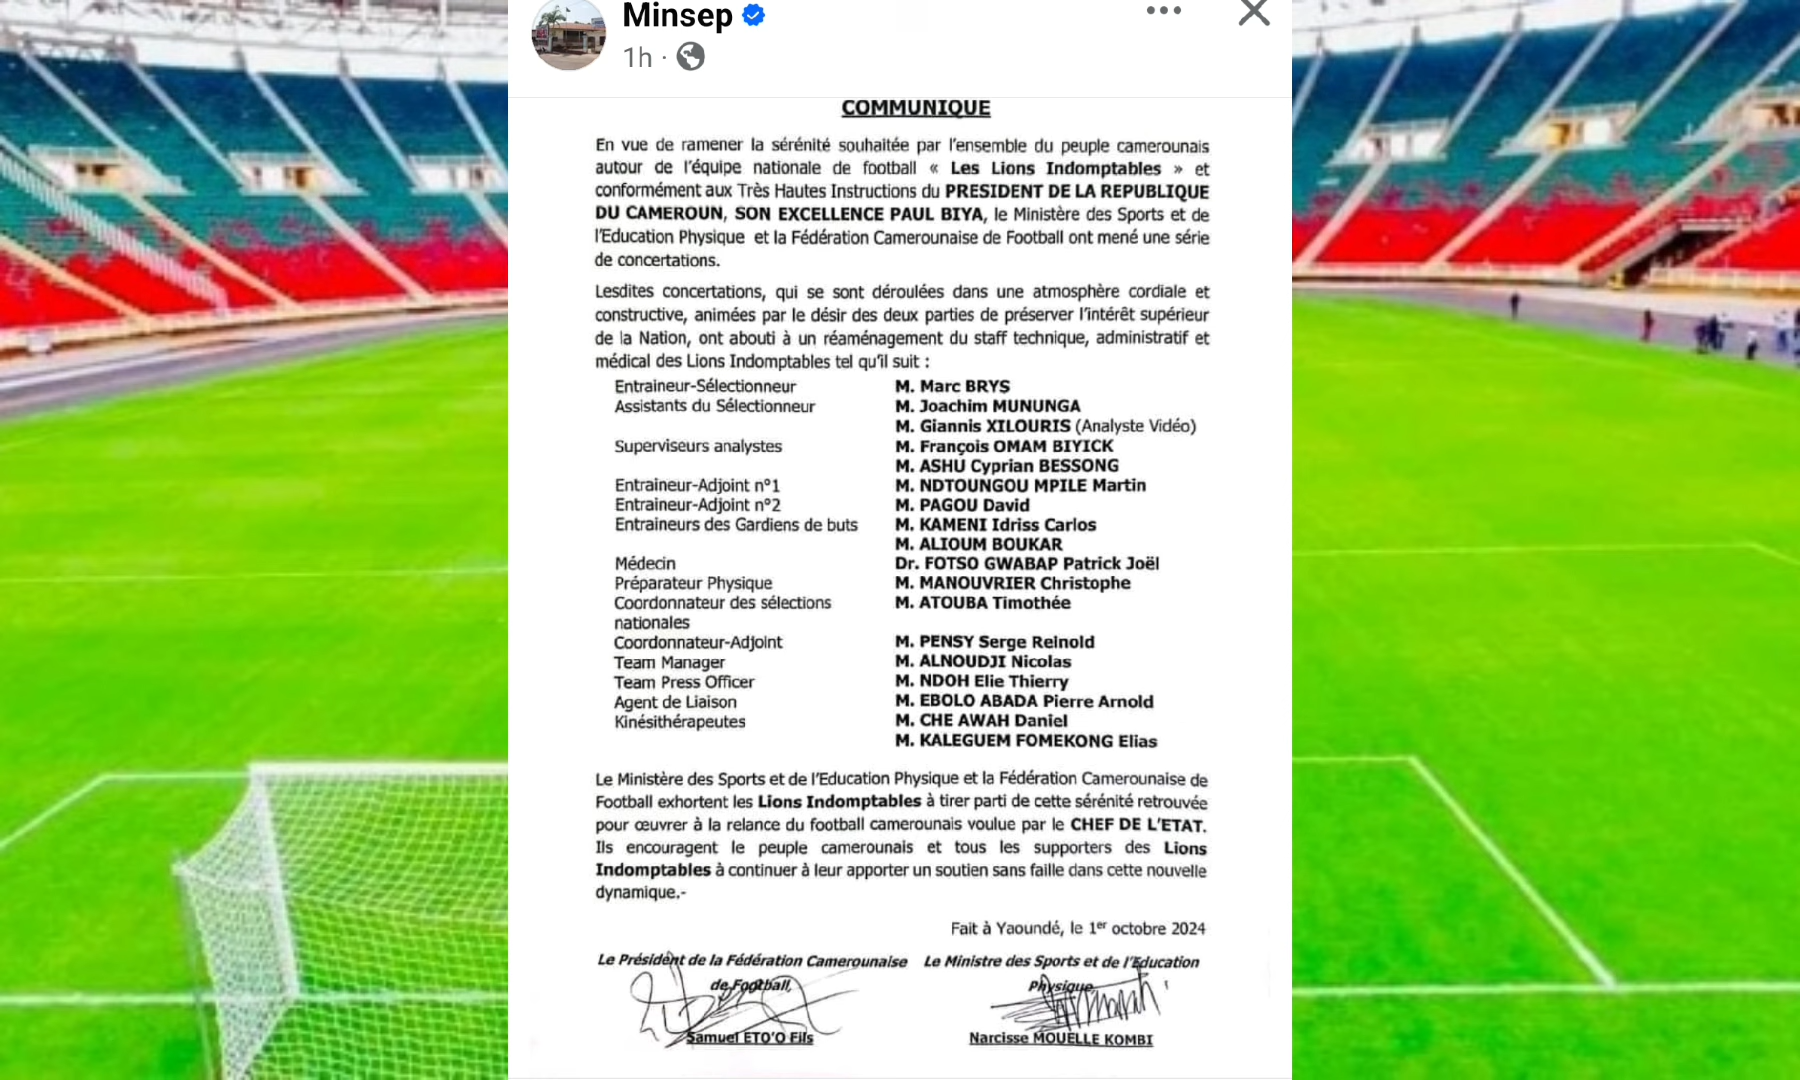 Minsep
1h ·
COMMUNIQUE
En vue de ramener la sérénité souhaitée par l'ensemble du peuple camerounais
autour de l'équipe nationale de football « Les Lions Indomptables » et
conformément aux Très Hautes Instructions du PRESIDENT DE LA REPUBLIQUE
DU CAMEROUN, SON EXCELLENCE PAUL BIYA, le Ministère des Sports et de
l'Education Physique et la Fédération Camerounaise de Football ont mené une série
de concertations.
Lesdites concertations, qui se sont déroulées dans une atmosphère cordiale et
constructive, animées par le désir des deux parties de préserver l'intérêt supérieur
de la Nation, ont abouti à un réaménagement du staff technique, administratif et
médical des Lions Indomptables tel qu'il suit :
Entraineur-Sélectionneur M. Marc BRYS
Assistants du Sélectionneur M. Joachim MUNUNGA
M. Giannis XILOURIS (Analyste Vidéo)
Superviseurs analystes M. François OMAM BIYICK
M. ASHU Cyprian BESSONG
Entraineur-Adjoint n°1 M. NDTOUNGOU MPILE Martin
Entraineur-Adjoint n°2 M. PAGOU David
Entraineurs des Gardiens de buts M. KAMENI Idriss Carlos
M. ALIOUM BOUKAR
Médecin Dr. FOTSO GWABAP Patrick Joël
Préparateur Physique M. MANOUVRIER Christophe
Coordonnateur des sélections M. ATOUBA Timothée
nationales
Coordonnateur-Adjoint M. PENSY Serge Reinold
Team Manager M. ALNOUDJI Nicolas
Team Press Officer M. NDOH Elie Thierry
Agent de Liaison M. EBOLO ABADA Pierre Arnold
Kinésithérapeutes M. CHE AWAH Daniel
M. KALEGUEM FOMEKONG Elias
Le Ministère des Sports et de l'Education Physique et la Fédération Camerounaise de
Football exhortent les Lions Indomptables à tirer parti de cette sérénité retrouvée
pour œuvrer à la relance du football camerounais voulue par le CHEF DE L'ETAT.
Ils encouragent le peuple camerounais et tous les supporters des Lions
Indomptables à continuer à leur apporter un soutien sans faille dans cette nouvelle
dynamique.-
Fait à Yaoundé, le 1er octobre 2024
Le Président de la Fédération Camerounaise Le Ministre des Sports et de l'Education
de Football, Physique
Samuel ETO'O Fils Narcisse MOUELLE KOMBI